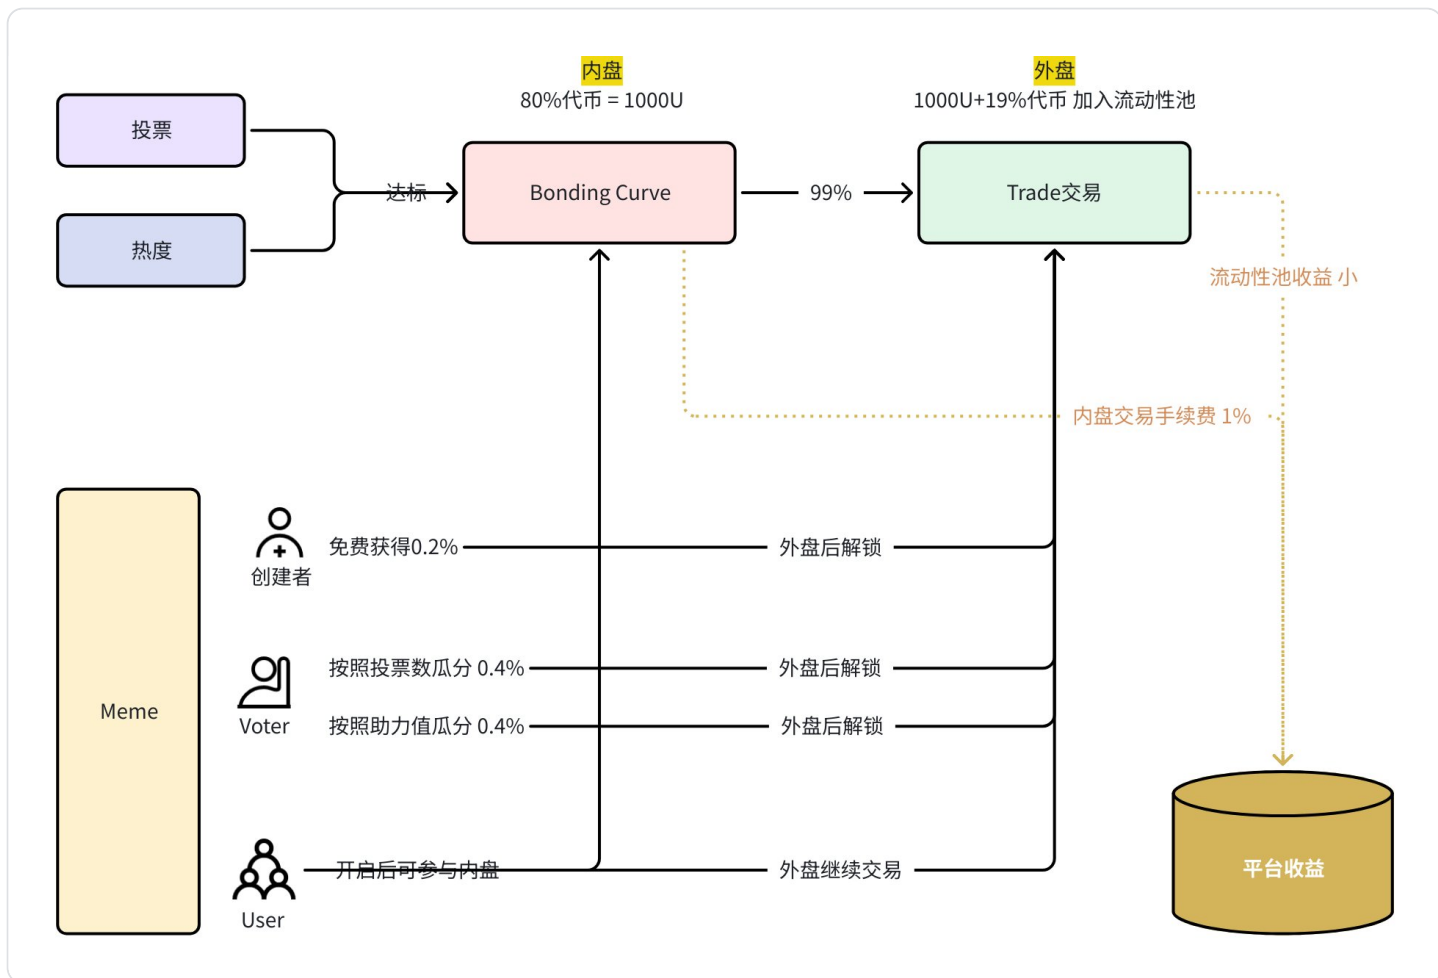 内盘
80%代币 = 1000U
外盘
1000U+19%代币 加入流动性池
投票
热度
达标
Bonding Curve
99%
Trade交易
流动性池收益 小
内盘交易手续费 1%
Meme
创建者
免费获得0.2%
外盘后解锁
Voter
按照投票数瓜分 0.4%
外盘后解锁
按照助力值瓜分 0.4%
外盘后解锁
User
开启后可参与内盘
外盘继续交易
平台收益